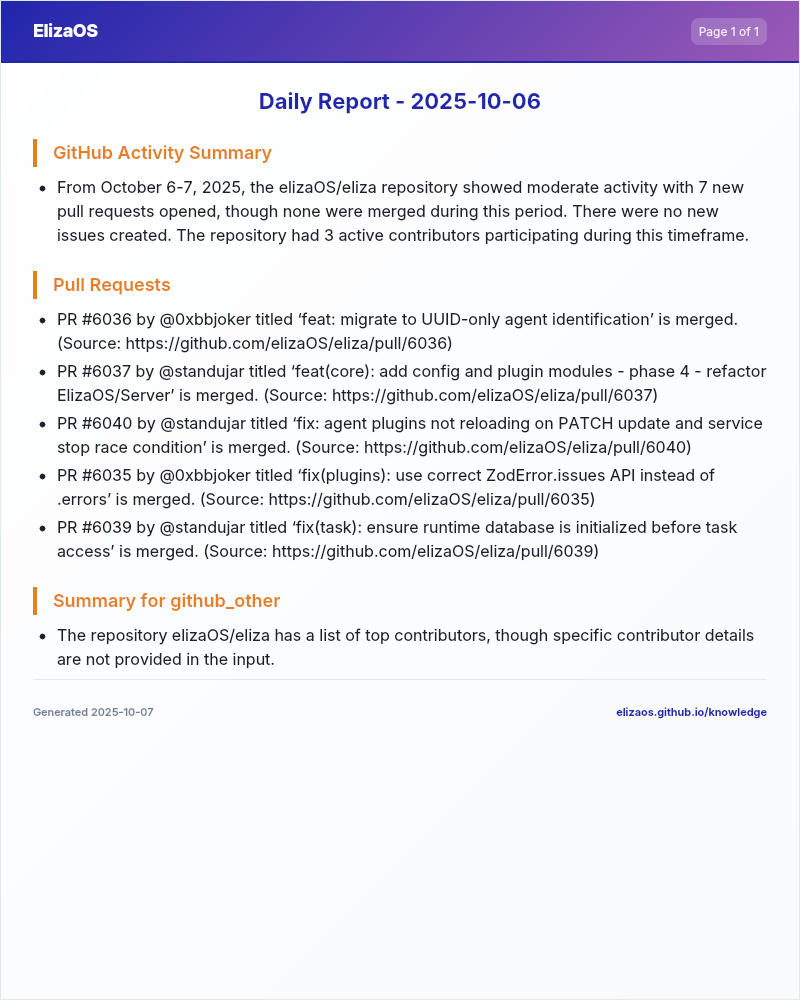 ElizaOS
Page 1 of 1
Daily Report - 2025-10-06
GitHub Activity Summary
• From October 6-7, 2025, the elizaOS/eliza repository showed moderate activity with 7 new
pull requests opened, though none were merged during this period. There were no new
issues created. The repository had 3 active contributors participating during this timeframe.
Pull Requests
• PR #6036 by @0xbbjoker titled ‘feat: migrate to UUID-only agent identification’ is merged.
(Source: https://github.com/elizaOS/eliza/pull/6036)
• PR #6037 by @standujar titled ‘feat(core): add config and plugin modules - phase 4 - refactor
ElizaOS/Server’ is merged. (Source: https://github.com/elizaOS/eliza/pull/6037)
• PR #6040 by @standujar titled ‘fix: agent plugins not reloading on PATCH update and service
stop race condition’ is merged. (Source: https://github.com/elizaOS/eliza/pull/6040)
• PR #6035 by @0xbbjoker titled ‘fix(plugins): use correct ZodError.issues API instead of
.errors’ is merged. (Source: https://github.com/elizaOS/eliza/pull/6035)
• PR #6039 by @standujar titled ‘fix(task): ensure runtime database is initialized before task
access’ is merged. (Source: https://github.com/elizaOS/eliza/pull/6039)
Summary for github_other
• The repository elizaOS/eliza has a list of top contributors, though specific contributor details
are not provided in the input.
Generated 2025-10-07
elizaos.github.io/knowledge